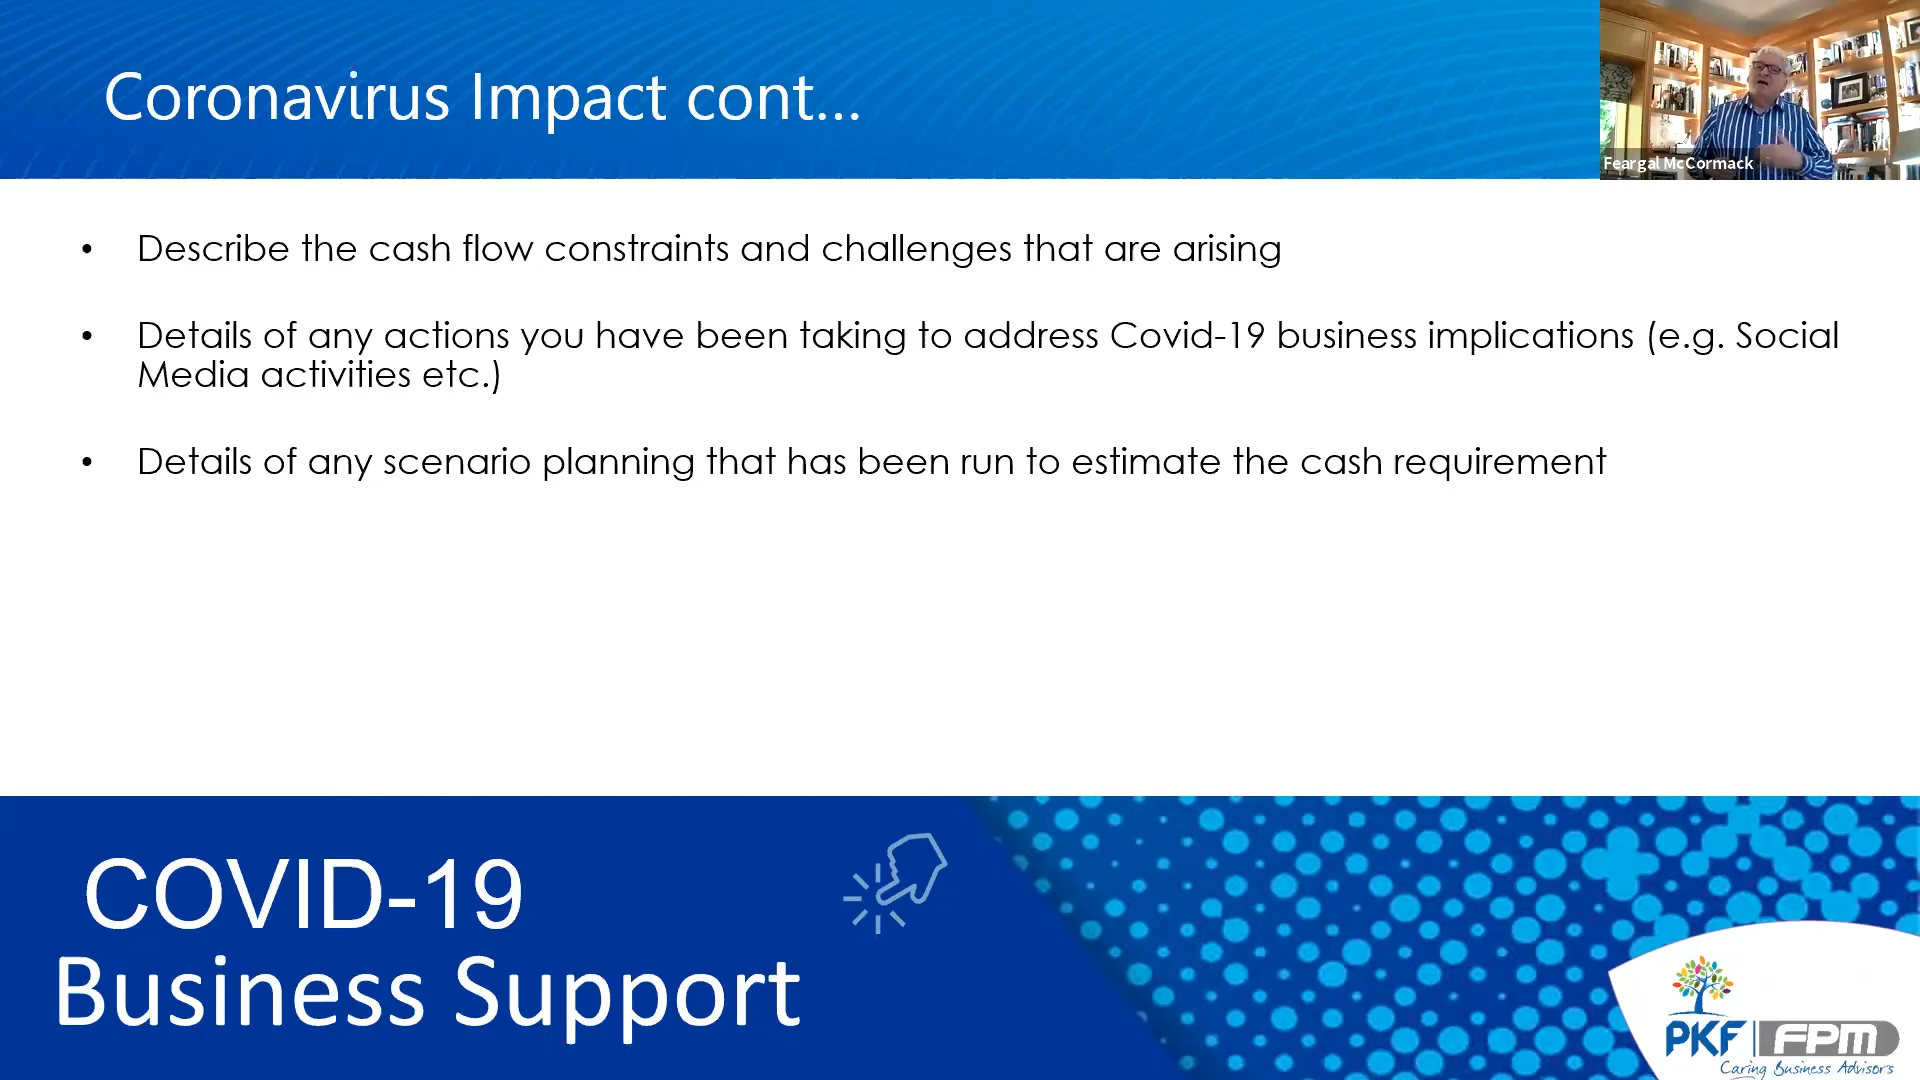 Coronavirus Impact cont...
Feargal McCormack
• Describe the cash flow constraints and challenges that are arising
• Details of any actions you have been taking to address Covid-19 business implications (e.g. Social
Media activities etc.)
• Details of any scenario planning that has been run to estimate the cash requirement
COVID-19
Business Support
PKF | FPM
Caring Business Advisors